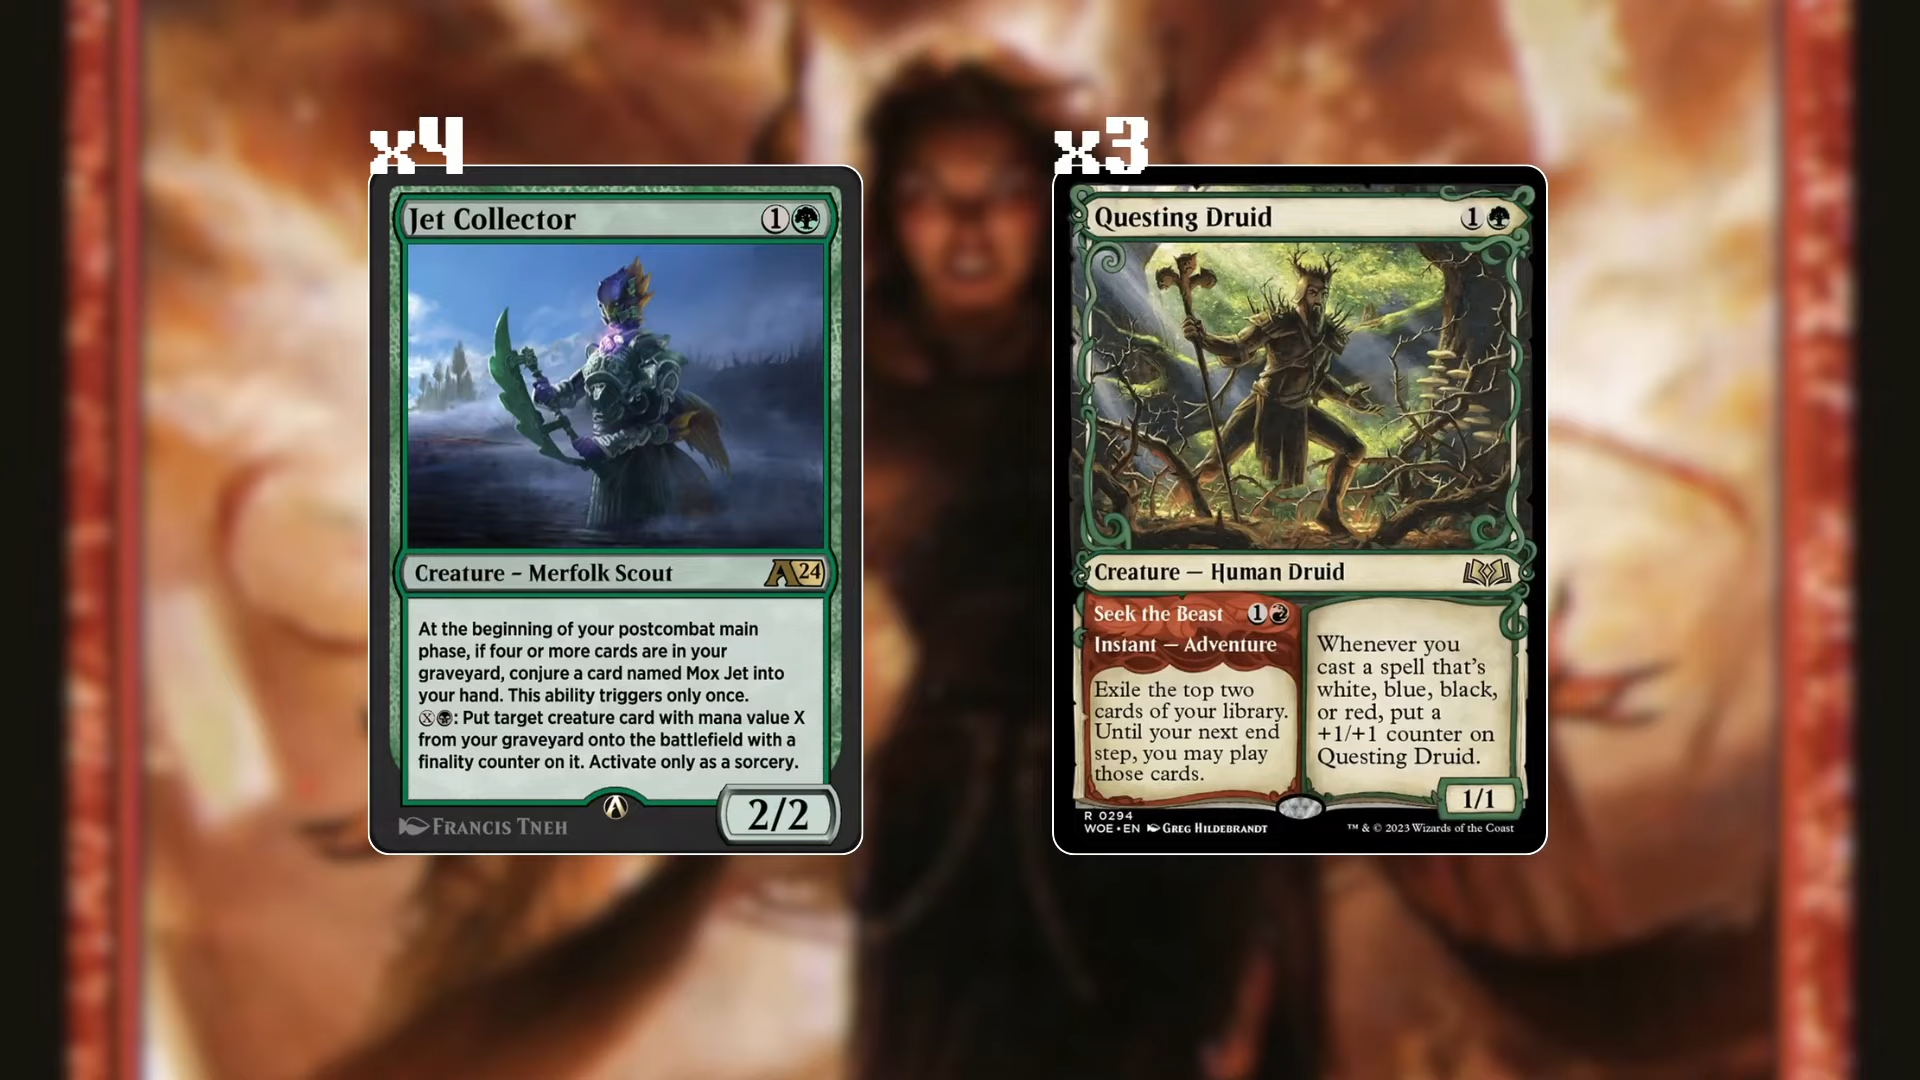 x4
Jet Collector 1
Creature – Merfolk Scout A24
At the beginning of your postcombat main
phase, if four or more cards are in your
graveyard, conjure a card named Mox Jet into
your hand. This ability triggers only once.
X : Put target creature card with mana value X
from your graveyard onto the battlefield with a
finality counter on it. Activate only as a sorcery.
2/2
FRANCIS TNEH
x3
Questing Druid 1
Creature — Human Druid
Seek the Beast 1
Instant — Adventure
Exile the top two
cards of your library.
Until your next end
step, you may play
those cards.
Whenever you
cast a spell that's
white, blue, black,
or red, put a
+1/+1 counter on
Questing Druid.
1/1
R 0294
WOE • EN GREG HILDEBRANDT
™ & © 2023 Wizards of the Coast